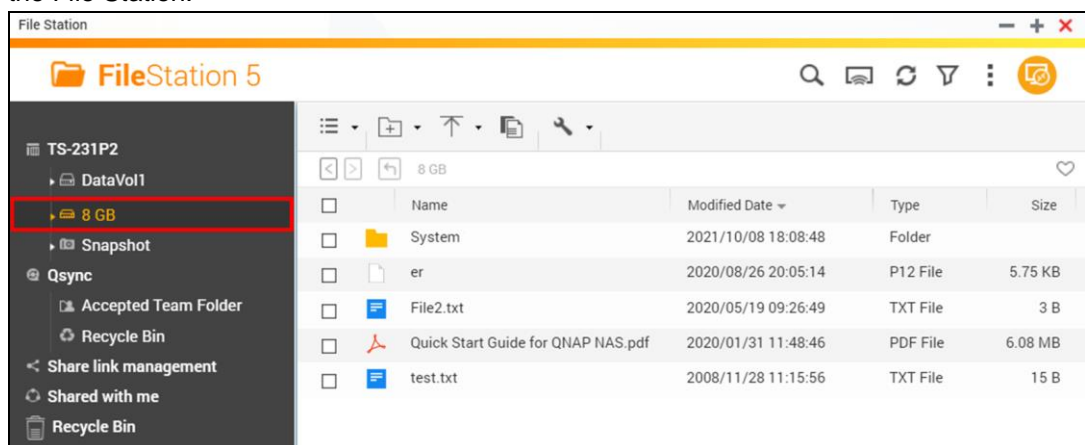 the File Station.
File Station
FileStation 5
TS-231P2
DataVol1
8 GB
Snapshot
Qsync
Accepted Team Folder
Recycle Bin
Share link management
Shared with me
Recycle Bin
8 GB
Name Modified Date Type Size
System 2021/10/08 18:08:48 Folder
er 2020/08/26 20:05:14 P12 File 5.75 KB
File2.txt 2020/05/19 09:26:49 TXT File 3 B
Quick Start Guide for QNAP NAS.pdf 2020/01/31 11:48:46 PDF File 6.08 MB
test.txt 2008/11/28 11:15:56 TXT File 15 B